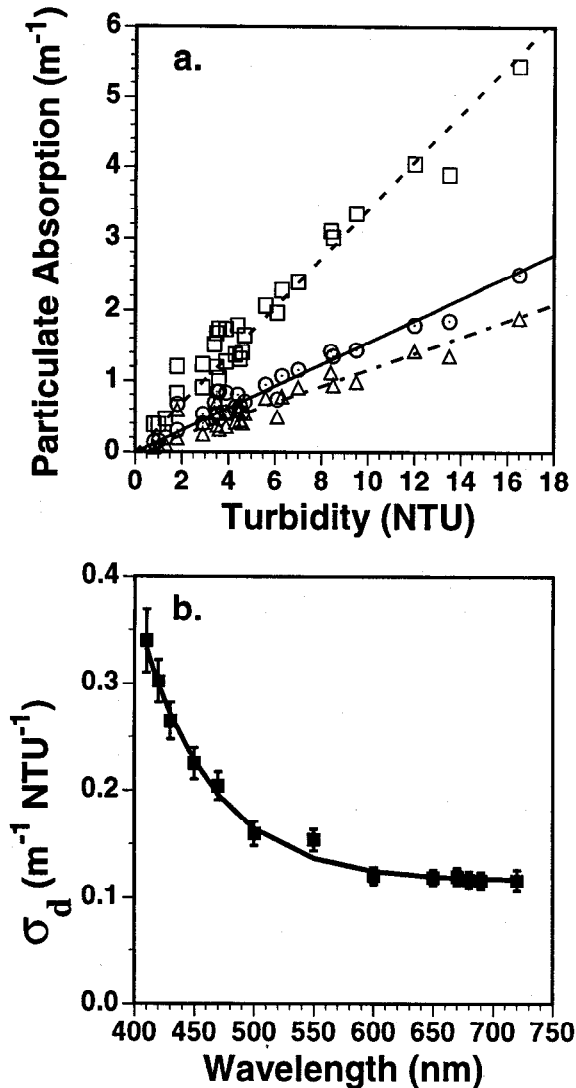 a.
Particulate Absorption (m⁻¹)
6
5
4
3
2
1
0
0 2 4 6 8 10 12 14 16 18
Turbidity (NTU)
b.
σd (m⁻¹ NTU⁻¹)
0.4
0.3
0.2
0.1
0.0
400 450 500 550 600 650 700 750
Wavelength (nm)